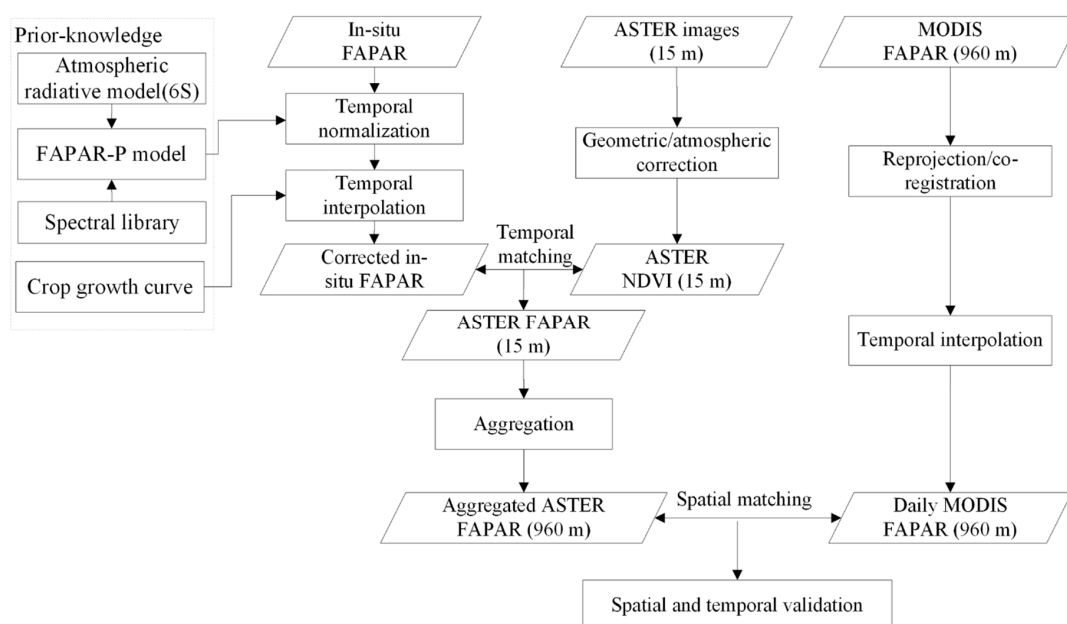 Prior-knowledge
Atmospheric
radiative model(6S)
FAPAR-P model
Spectral library
Crop growth curve
In-situ
FAPAR
Temporal
normalization
Temporal
interpolation
Corrected in-
situ FAPAR
ASTER images
(15 m)
Geometric/atmospheric
correction
Temporal
matching
ASTER
NDVI (15 m)
MODIS
FAPAR (960 m)
Reprojection/co-
registration
Temporal interpolation
ASTER FAPAR
(15 m)
Aggregation
Aggregated ASTER
FAPAR (960 m)
Spatial matching
Daily MODIS
FAPAR (960 m)
Spatial and temporal validation